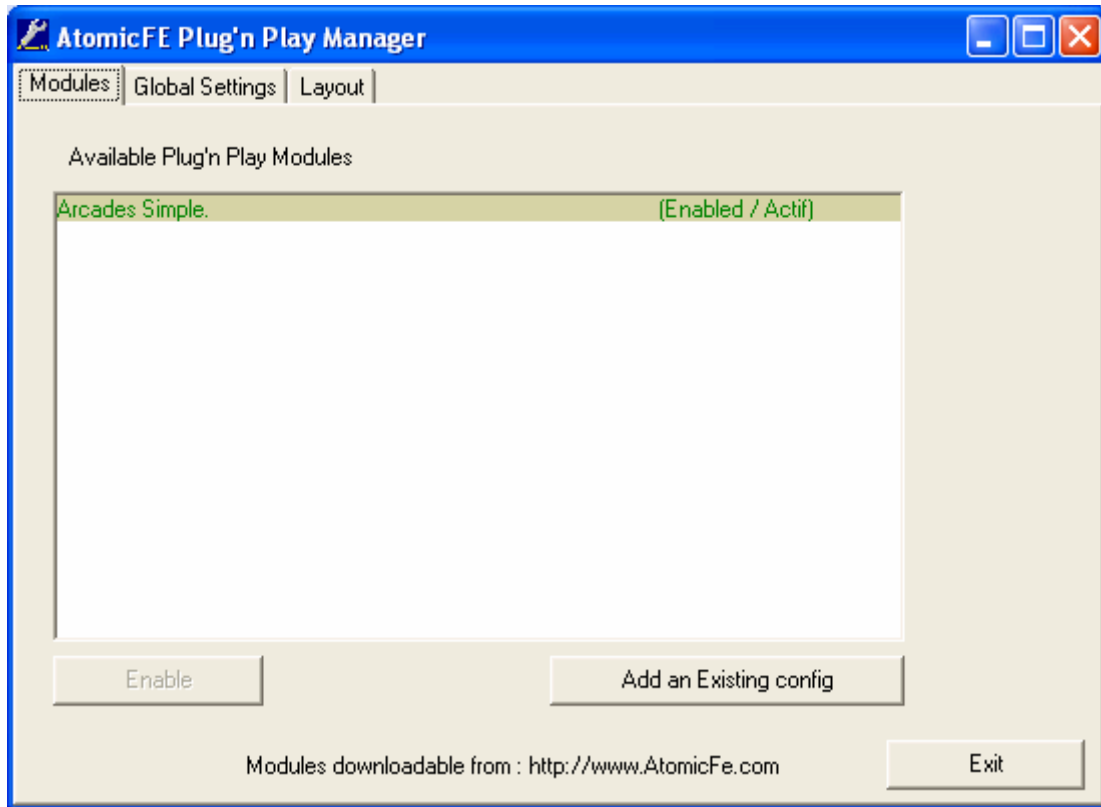 AtomicFE Plug'n Play Manager
Modules Global Settings Layout
Available Plug'n Play Modules
Arcades Simple. (Enabled / Actif)
Enable Add an Existing config
Modules downloadable from : http://www.AtomicFe.com Exit